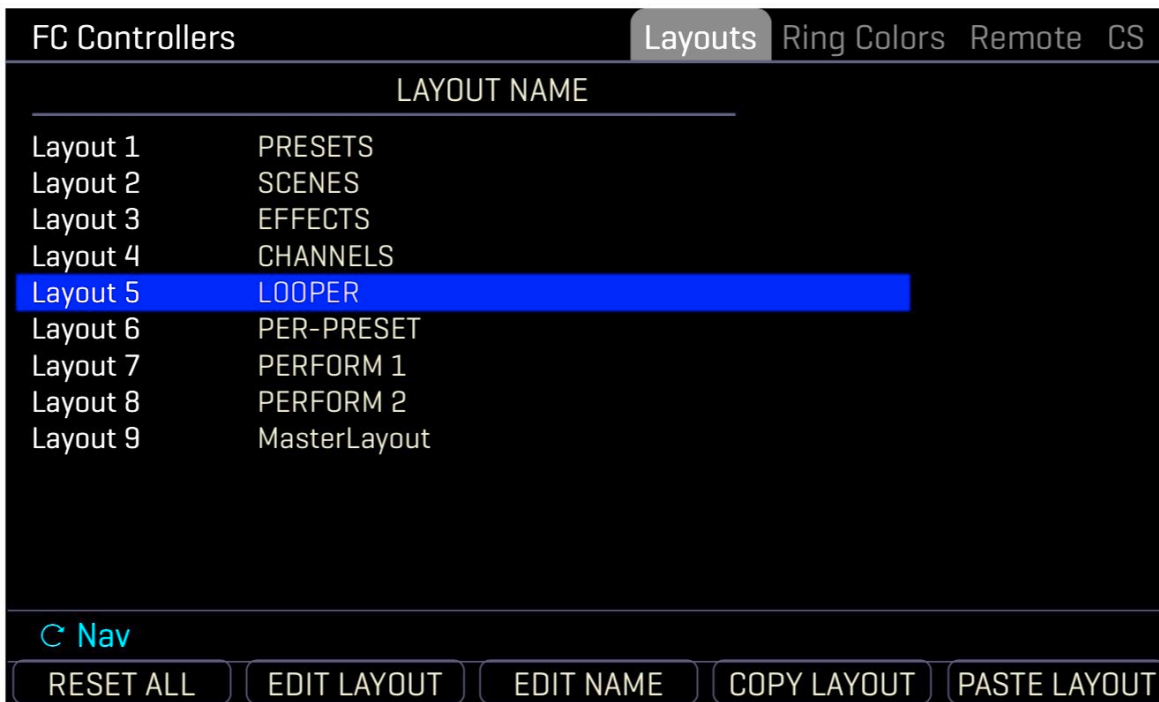 FC Controllers Layouts Ring Colors Remote CS
LAYOUT NAME
Layout 1 PRESETS
Layout 2 SCENES
Layout 3 EFFECTS
Layout 4 CHANNELS
Layout 5 LOOPER
Layout 6 PER-PRESET
Layout 7 PERFORM 1
Layout 8 PERFORM 2
Layout 9 MasterLayout
Nav
RESET ALL EDIT LAYOUT EDIT NAME COPY LAYOUT PASTE LAYOUT